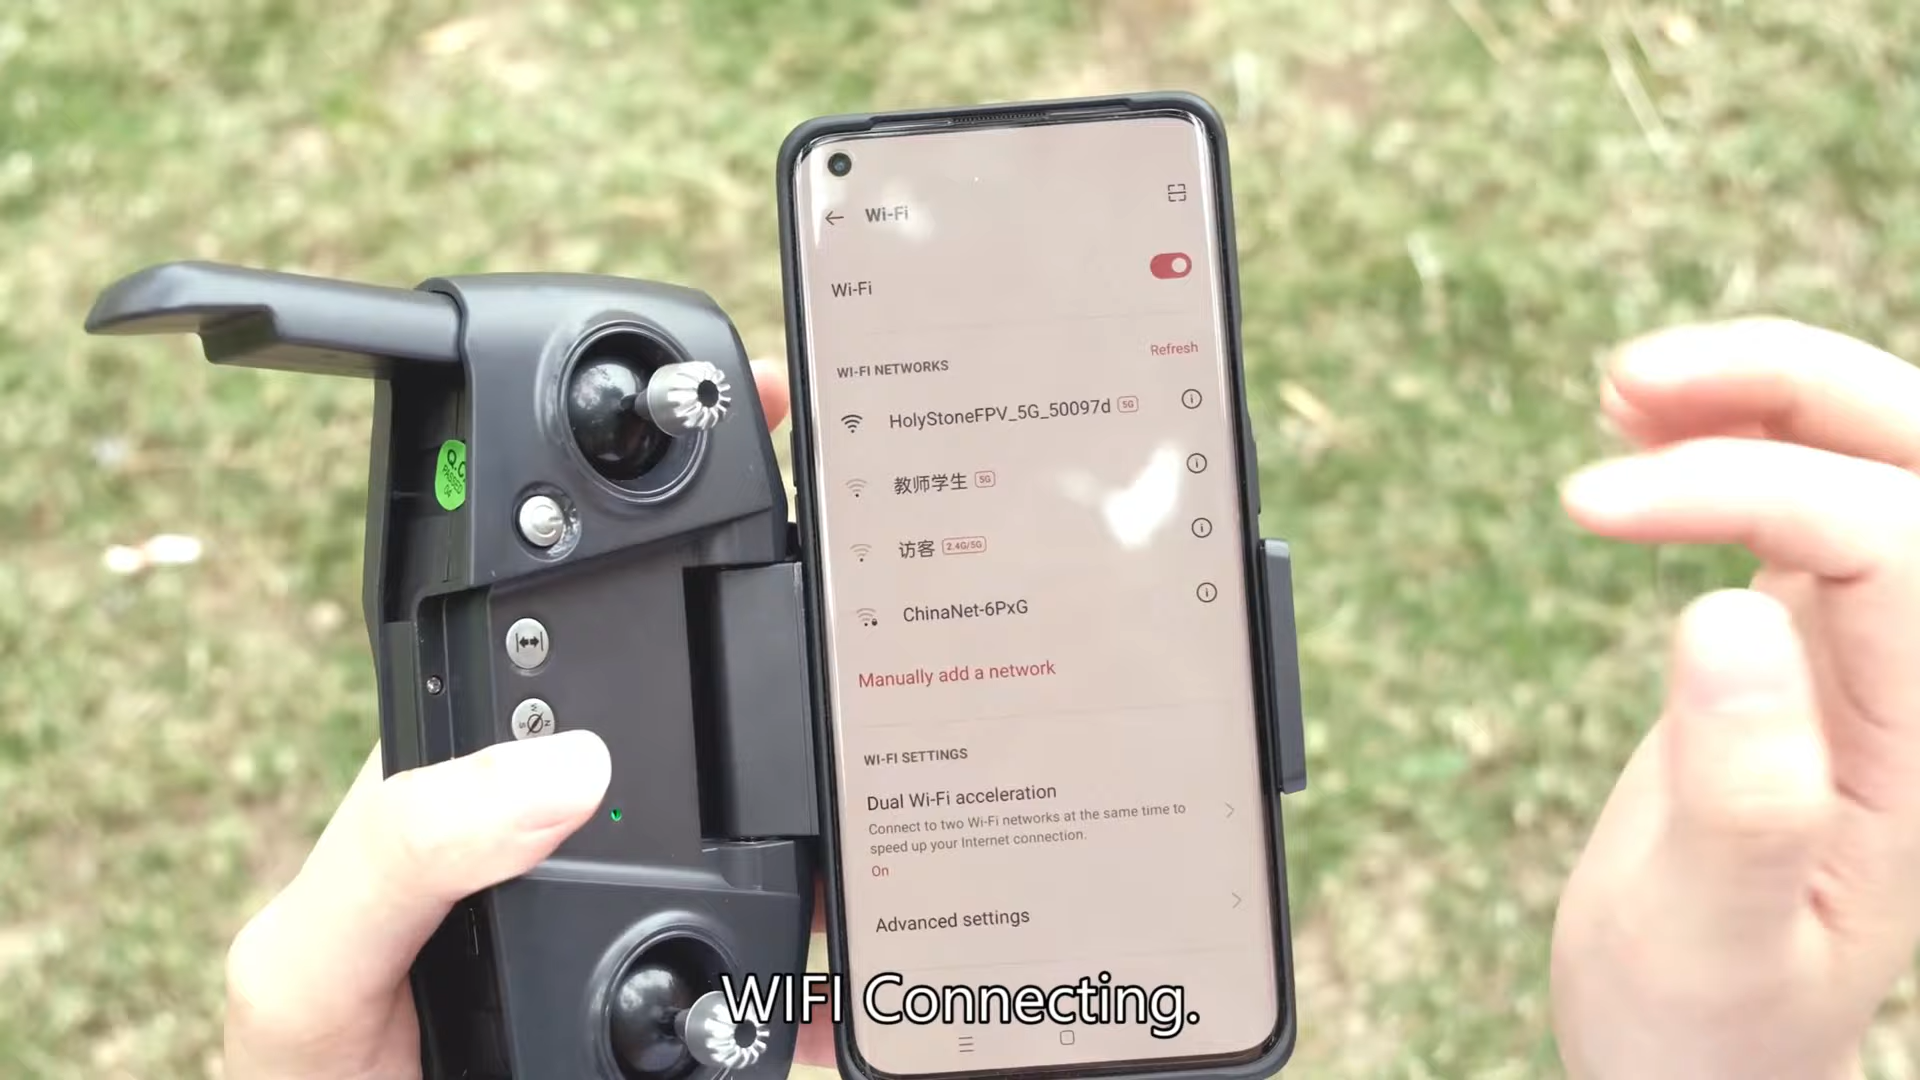 Wi-Fi
Wi-Fi
WI-FI NETWORKS
Refresh
HolyStoneFPV_5G_50097d 5G
教师学生 5G
访客 2.4G/5G
ChinaNet-6PxG
Manually add a network
WI-FI SETTINGS
Dual Wi-Fi acceleration
Connect to two Wi-Fi networks at the same time to
speed up your Internet connection.
On
Advanced settings
Q.C
PASSED
04
W
N
S
WIFI Connecting.